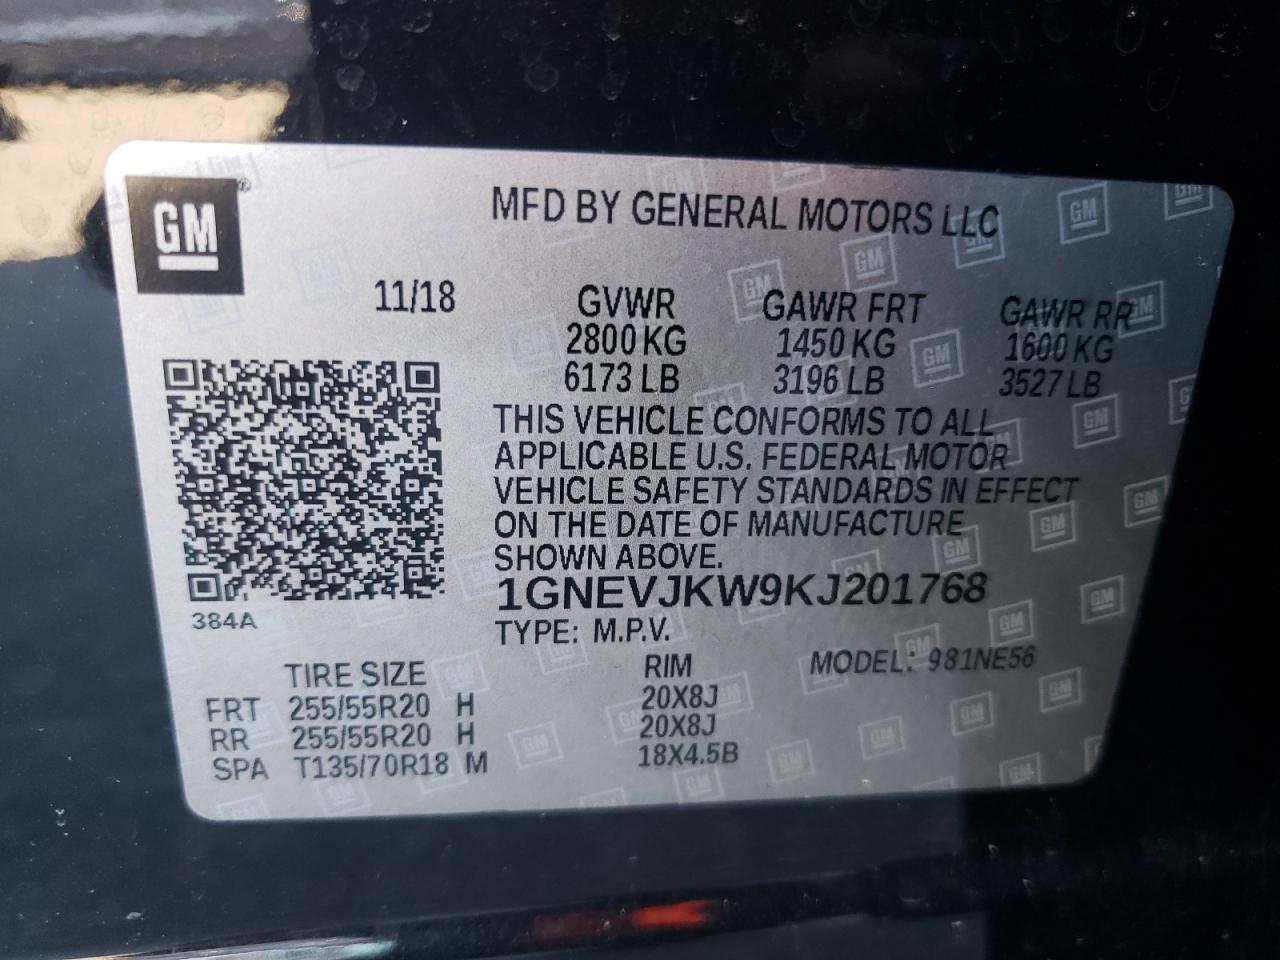 GM
MFD BY GENERAL MOTORS LLC
11/18 GVWR GAWR FRT GAWR RR
2800 KG 1450 KG 1600 KG
6173 LB 3196 LB 3527 LB
THIS VEHICLE CONFORMS TO ALL
APPLICABLE U.S. FEDERAL MOTOR
VEHICLE SAFETY STANDARDS IN EFFECT
ON THE DATE OF MANUFACTURE
SHOWN ABOVE.
1GNEVJKW9KJ201768
384A
TYPE: M.P.V.
TIRE SIZE RIM MODEL: 981NE56
FRT 255/55R20 H 20X8J
RR 255/55R20 H 20X8J
SPA T135/70R18 M 18X4.5B